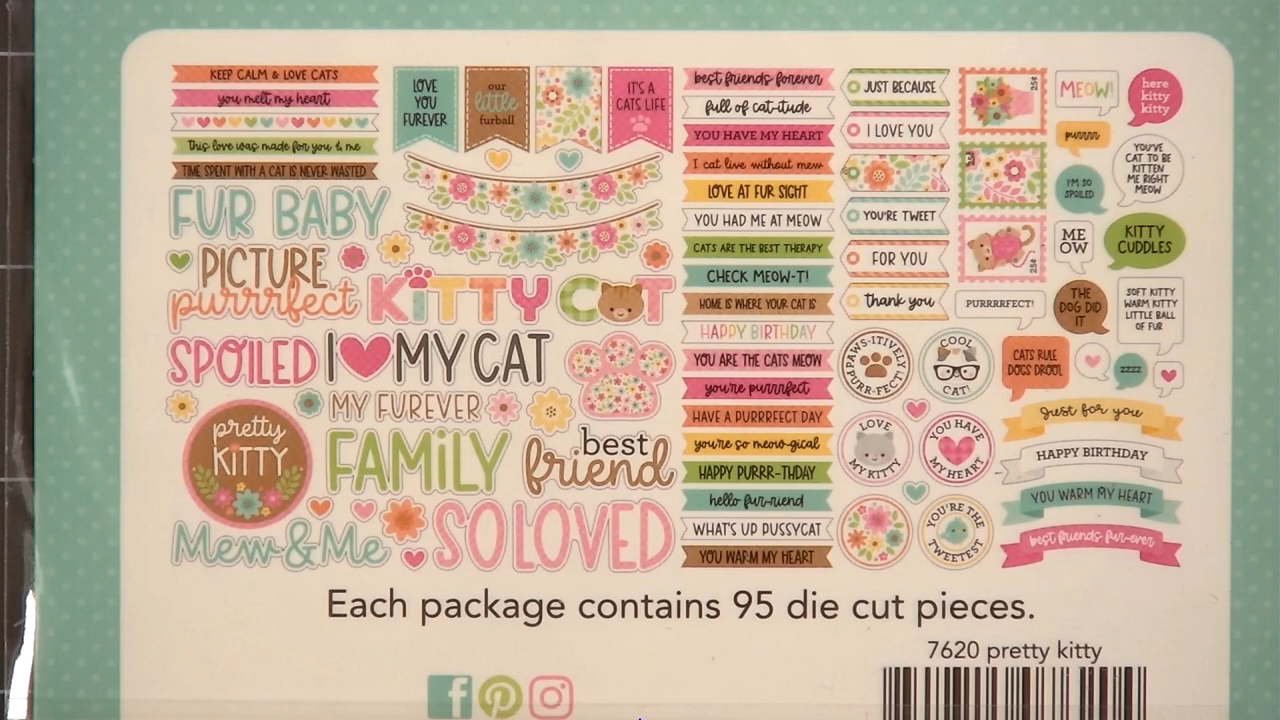 KEEP CALM & LOVE CATS
you melt my heart
This love was made for you & me
TIME SPENT WITH A CAT IS NEVER WASTED
LOVE
YOU
FUREVER
our
little
furball
IT'S A
CATS LIFE
FUR BABY
PICTURE
purrrfect
KiTTY CAT
SPOILED
I MY CAT
MY FUREVER
pretty
KITTY
FAMiLY
best
friend
Mew & Me
SO LOVED
best friends forever
full of cat-itude
YOU HAVE MY HEART
I cat live without mew
LOVE AT FUR SIGHT
YOU HAD ME AT MEOW
CATS ARE THE BEST THERAPY
CHECK MEOW-T!
HOME IS WHERE YOUR CAT IS
HAPPY BIRTHDAY
YOU ARE THE CATS MEOW
you're purrrfect
HAVE A PURRRFECT DAY
you're so meow-gical
HAPPY PURRR-THDAY
hello fur-riend
WHAT'S UP PUSSYCAT
YOU WARM MY HEART
JUST BECAUSE
I LOVE YOU
YOU'RE TWEET
FOR YOU
thank you
PAWS-ITIVELY
PURR-FECT!
COOL
CAT!
LOVE
MY KITTY
YOU HAVE
MY HEART
YOU'RE THE
TWEETEST
25¢
25¢
PURRRRFECT!
MEOW!
here
kitty
kitty
purrrr
YOU'VE
CAT TO BE
KITTEN
ME RIGHT
MEOW
I'M SO
SPOILED
ME
OW
KITTY
CUDDLES
THE
DOG DID
IT
SOFT KITTY
WARM KITTY
LITTLE BALL
OF FUR
CATS RULE
DOGS DROOL
zzzz
Just for you
HAPPY BIRTHDAY
YOU WARM MY HEART
best friends fur-ever
Each package contains 95 die cut pieces.
7620 pretty kitty